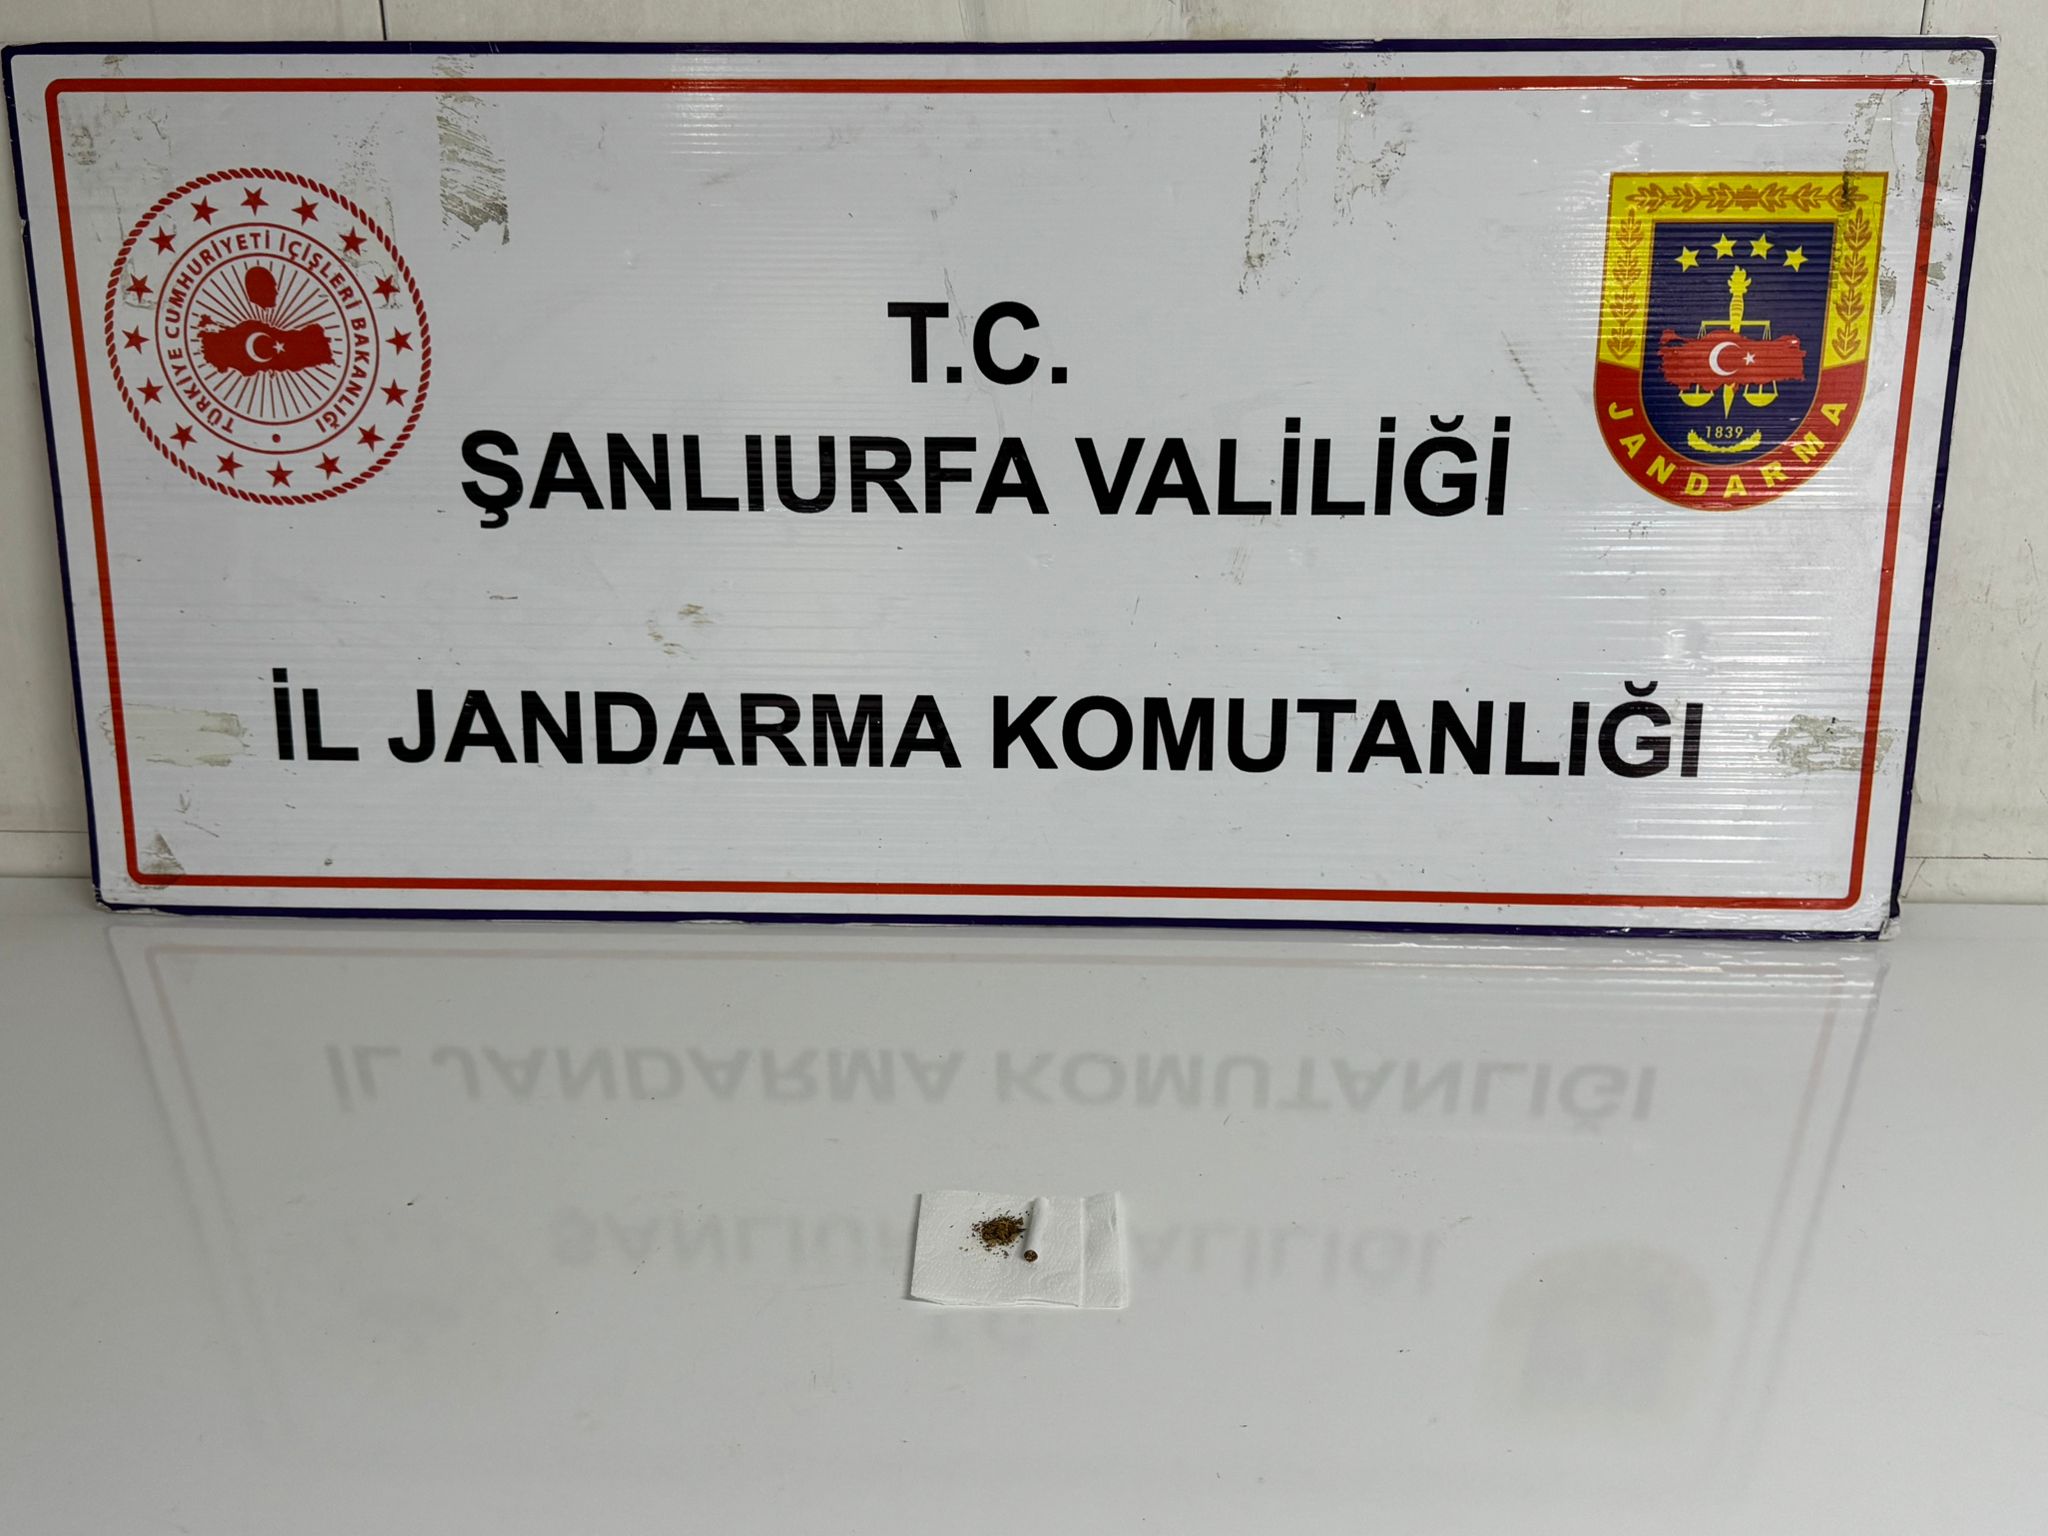 TÜRKİYE CUMHURİYETİ İÇİŞLERİ BAKANLIĞI
T.C.
ŞANLIURFA VALİLİĞİ
İL JANDARMA KOMUTANLIĞI
1839
JANDARMA